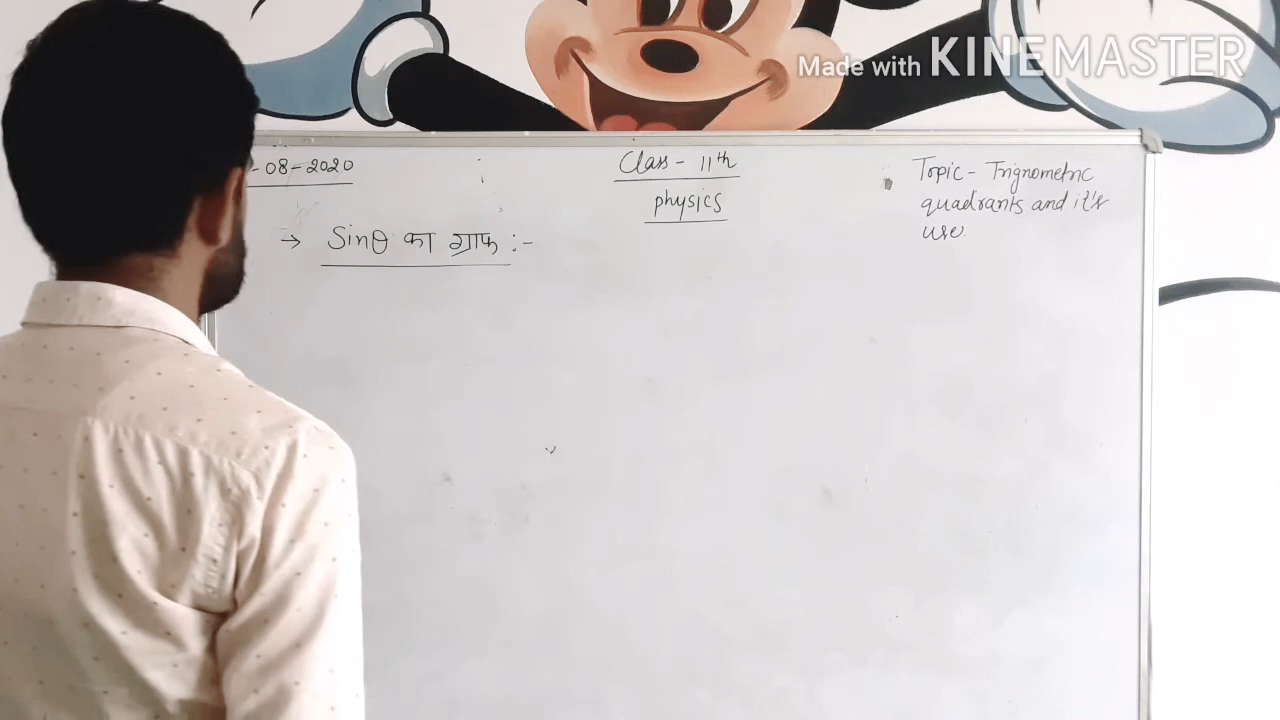 Made with KINEMASTER
-08-2020
Class - 11th
physics
Topic - Trignometric
quadrants and it's
use.
→ Sinθ का ग्राफ :-